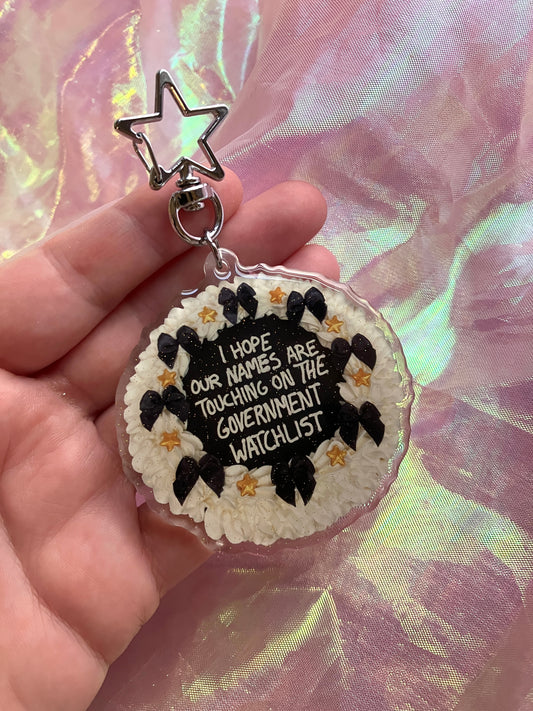 I HOPE
OUR NAMES ARE
TOUCHING ON THE
GOVERNMENT
WATCHLIST